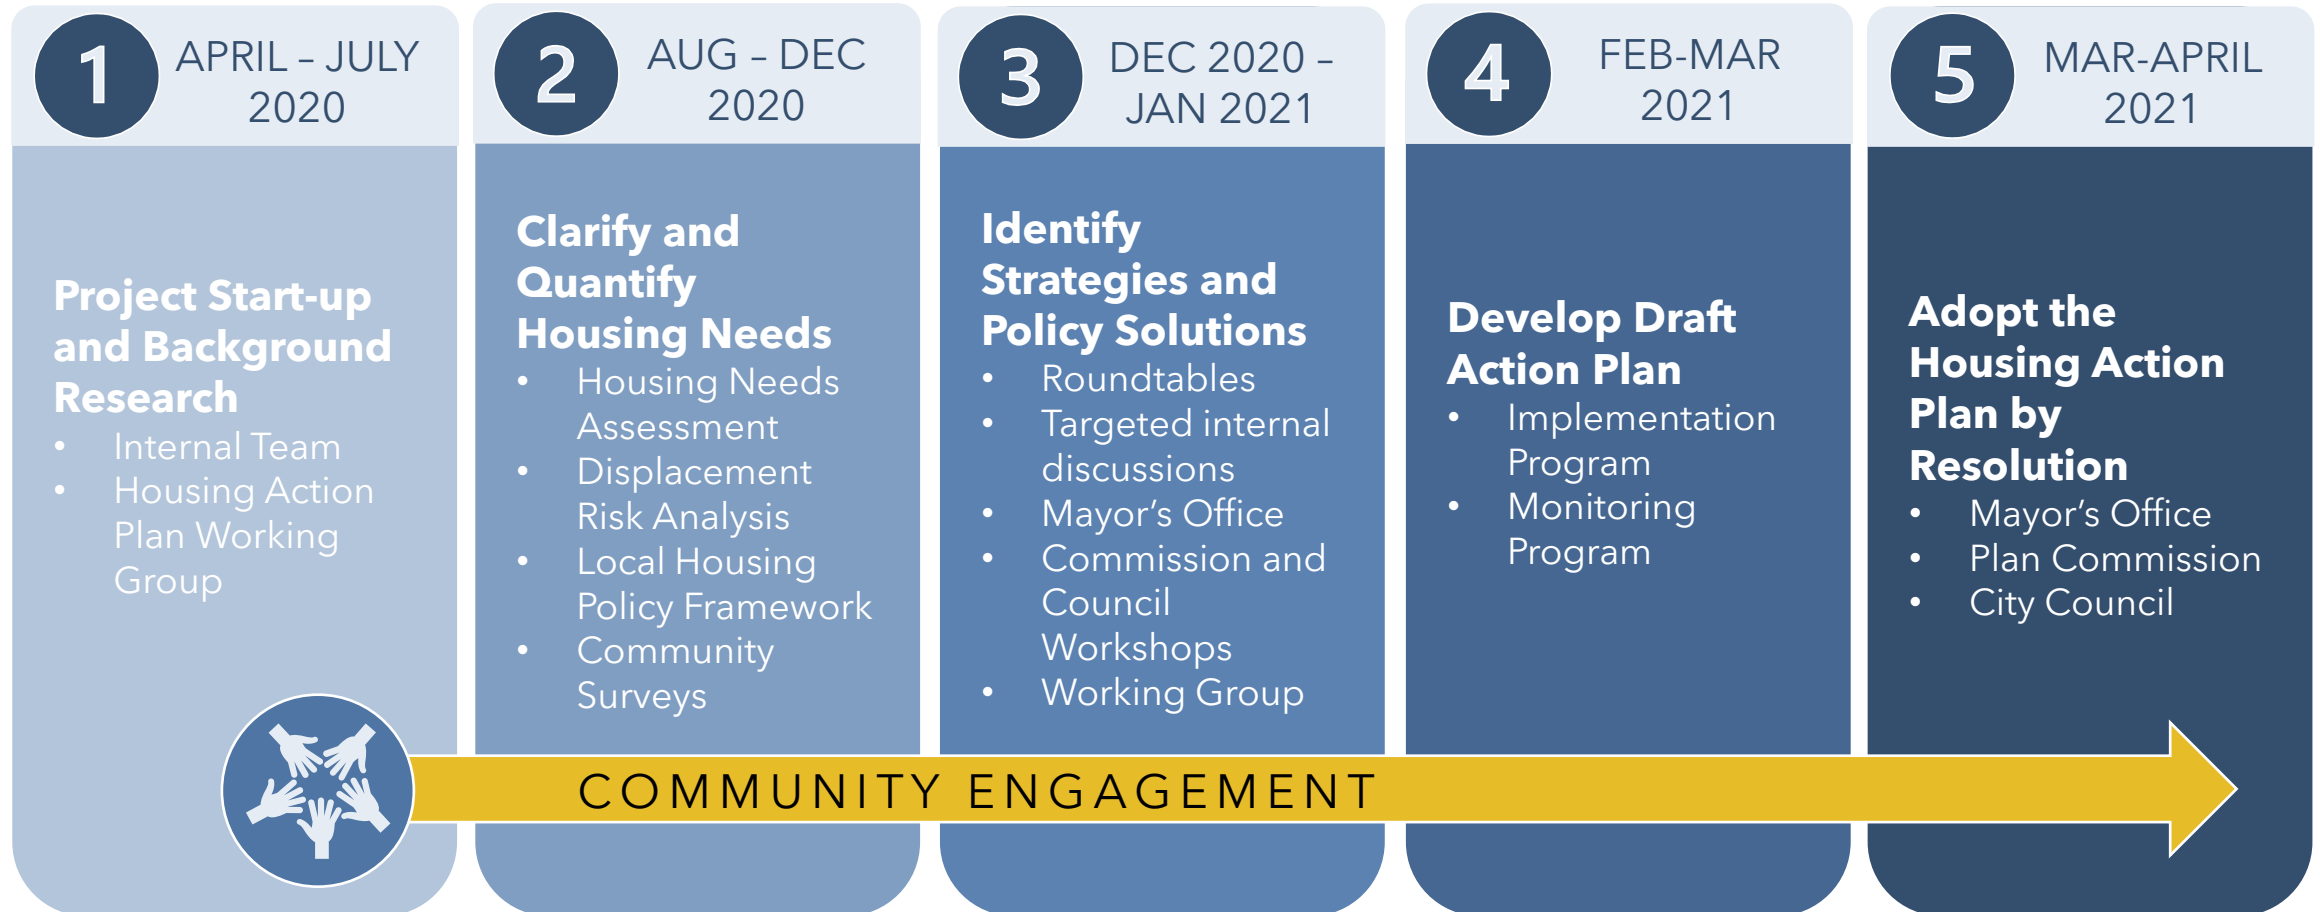 1
APRIL – JULY
2020
Project Start-up
and Background
Research
• Internal Team
• Housing Action
Plan Working
Group
2
AUG – DEC
2020
Clarify and
Quantify
Housing Needs
• Housing Needs
Assessment
• Displacement
Risk Analysis
• Local Housing
Policy Framework
• Community
Surveys
3
DEC 2020 –
JAN 2021
Identify
Strategies and
Policy Solutions
• Roundtables
• Targeted internal
discussions
• Mayor’s Office
• Commission and
Council
Workshops
• Working Group
4
FEB-MAR
2021
Develop Draft
Action Plan
• Implementation
Program
• Monitoring
Program
5
MAR-APRIL
2021
Adopt the
Housing Action
Plan by
Resolution
• Mayor’s Office
• Plan Commission
• City Council
COMMUNITY ENGAGEMENT